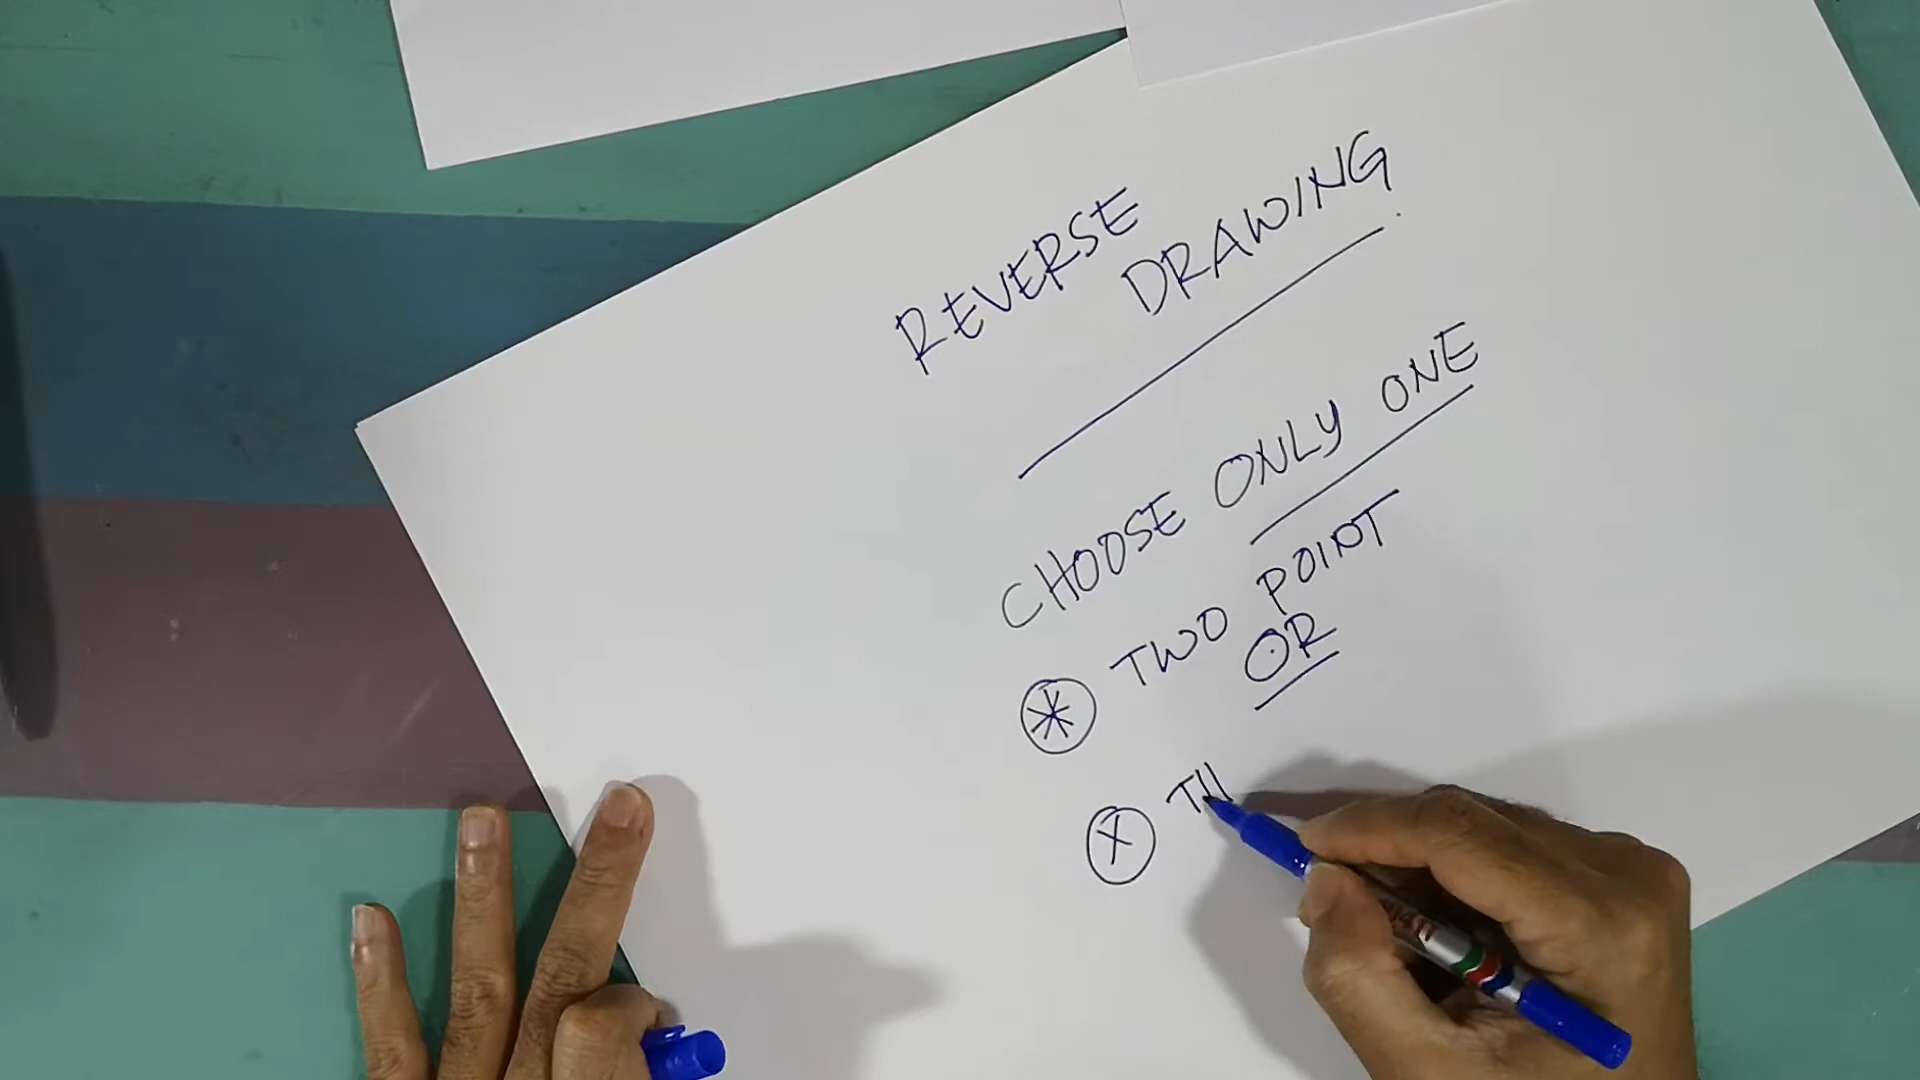 REVERSE
DRAWING
CHOOSE ONLY ONE
TWO POINT
OR
X